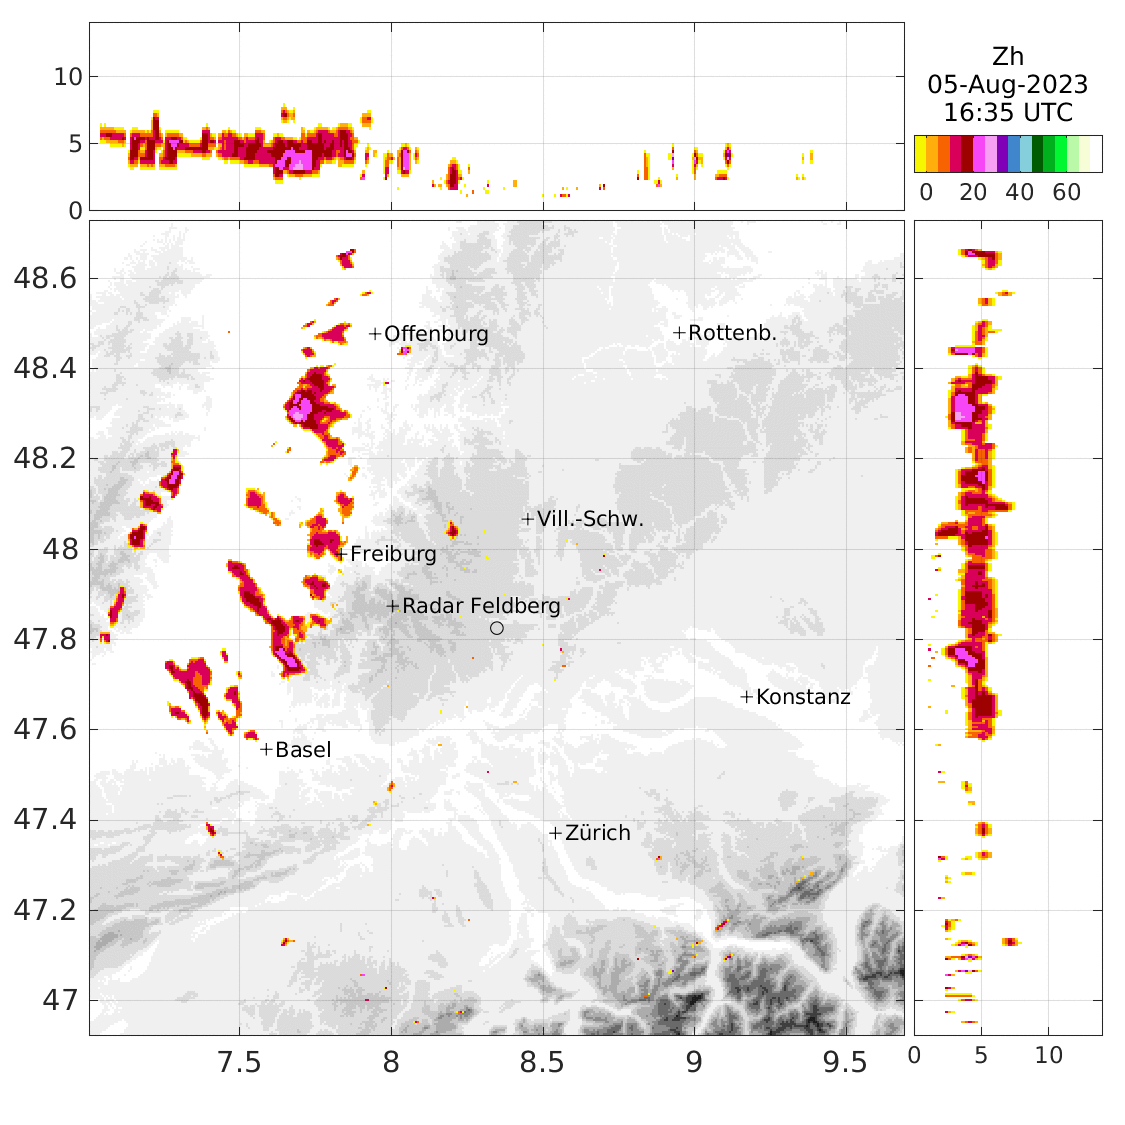 10
5
0
Zh
05-Aug-2023
16:35 UTC
0 20 40 60
48.6
48.4
48.2
48
47.8
47.6
47.4
47.2
47
+Offenburg
+Rottenb.
+Vill.-Schw.
+Freiburg
+Radar Feldberg
+Konstanz
+Basel
+Zürich
7.5 8 8.5 9 9.5
0 5 10